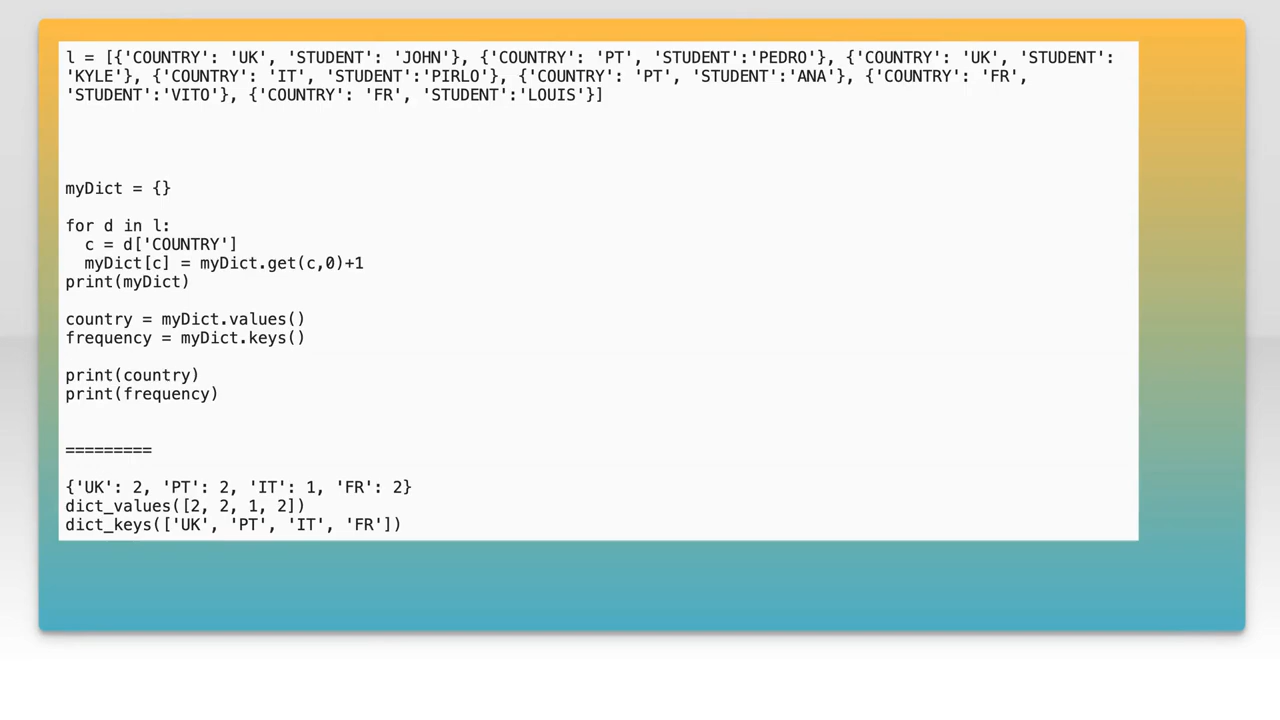 l = [{'COUNTRY': 'UK', 'STUDENT': 'JOHN'}, {'COUNTRY': 'PT', 'STUDENT':'PEDRO'}, {'COUNTRY': 'UK', 'STUDENT':
'KYLE'}, {'COUNTRY': 'IT', 'STUDENT':'PIRLO'}, {'COUNTRY': 'PT', 'STUDENT':'ANA'}, {'COUNTRY': 'FR',
'STUDENT':'VITO'}, {'COUNTRY': 'FR', 'STUDENT':'LOUIS'}]
myDict = {}
for d in l:
  c = d['COUNTRY']
  myDict[c] = myDict.get(c,0)+1
print(myDict)
country = myDict.values()
frequency = myDict.keys()
print(country)
print(frequency)
=========
{'UK': 2, 'PT': 2, 'IT': 1, 'FR': 2}
dict_values([2, 2, 1, 2])
dict_keys(['UK', 'PT', 'IT', 'FR'])